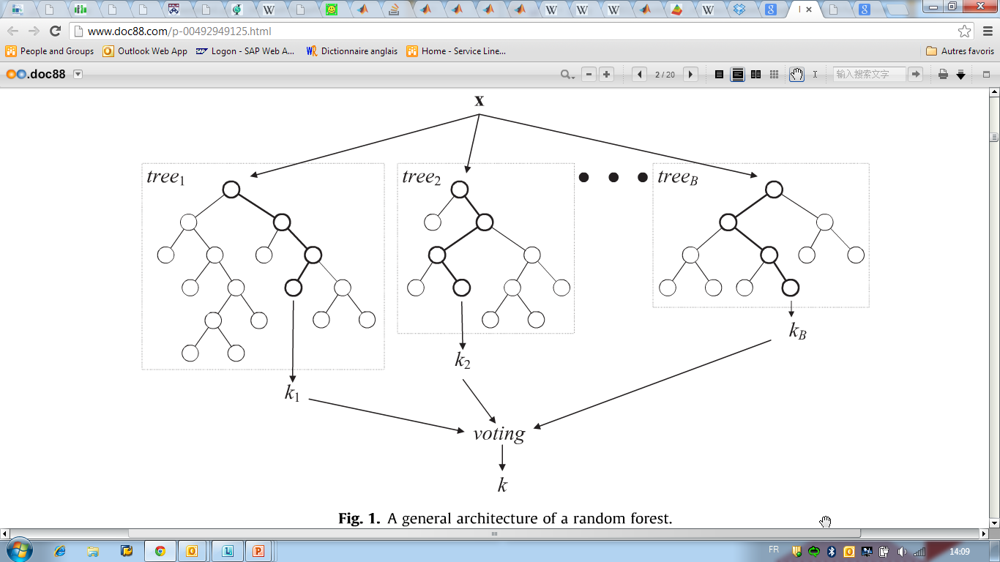 www.doc88.com/p-00492949125.html
People and Groups Outlook Web App Logon - SAP Web A... Dictionnaire anglais Home - Service Line... Autres favoris
.doc88 2 / 20 输入搜索文字
x
tree1 tree2 treeB
kB
k2
k1
voting
k
Fig. 1. A general architecture of a random forest.
FR 14:09